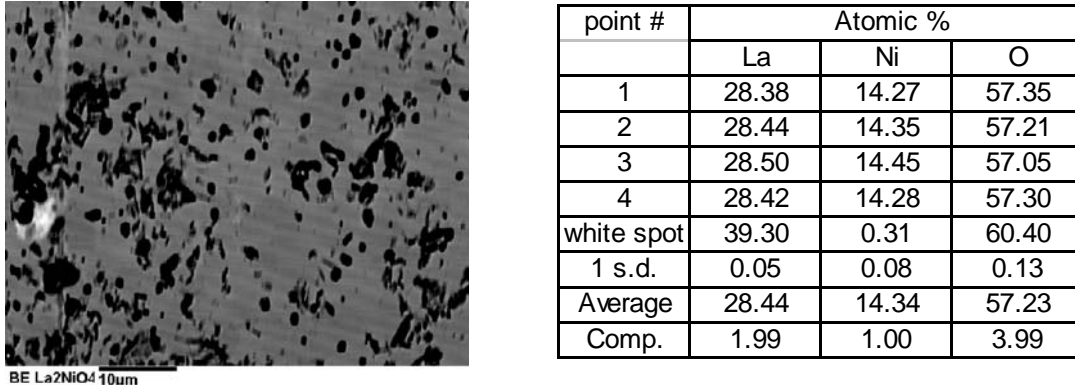 BE La2NiO4 10µm
point # Atomic %
La Ni O
1 28.38 14.27 57.35
2 28.44 14.35 57.21
3 28.50 14.45 57.05
4 28.42 14.28 57.30
white spot 39.30 0.31 60.40
1 s.d. 0.05 0.08 0.13
Average 28.44 14.34 57.23
Comp. 1.99 1.00 3.99